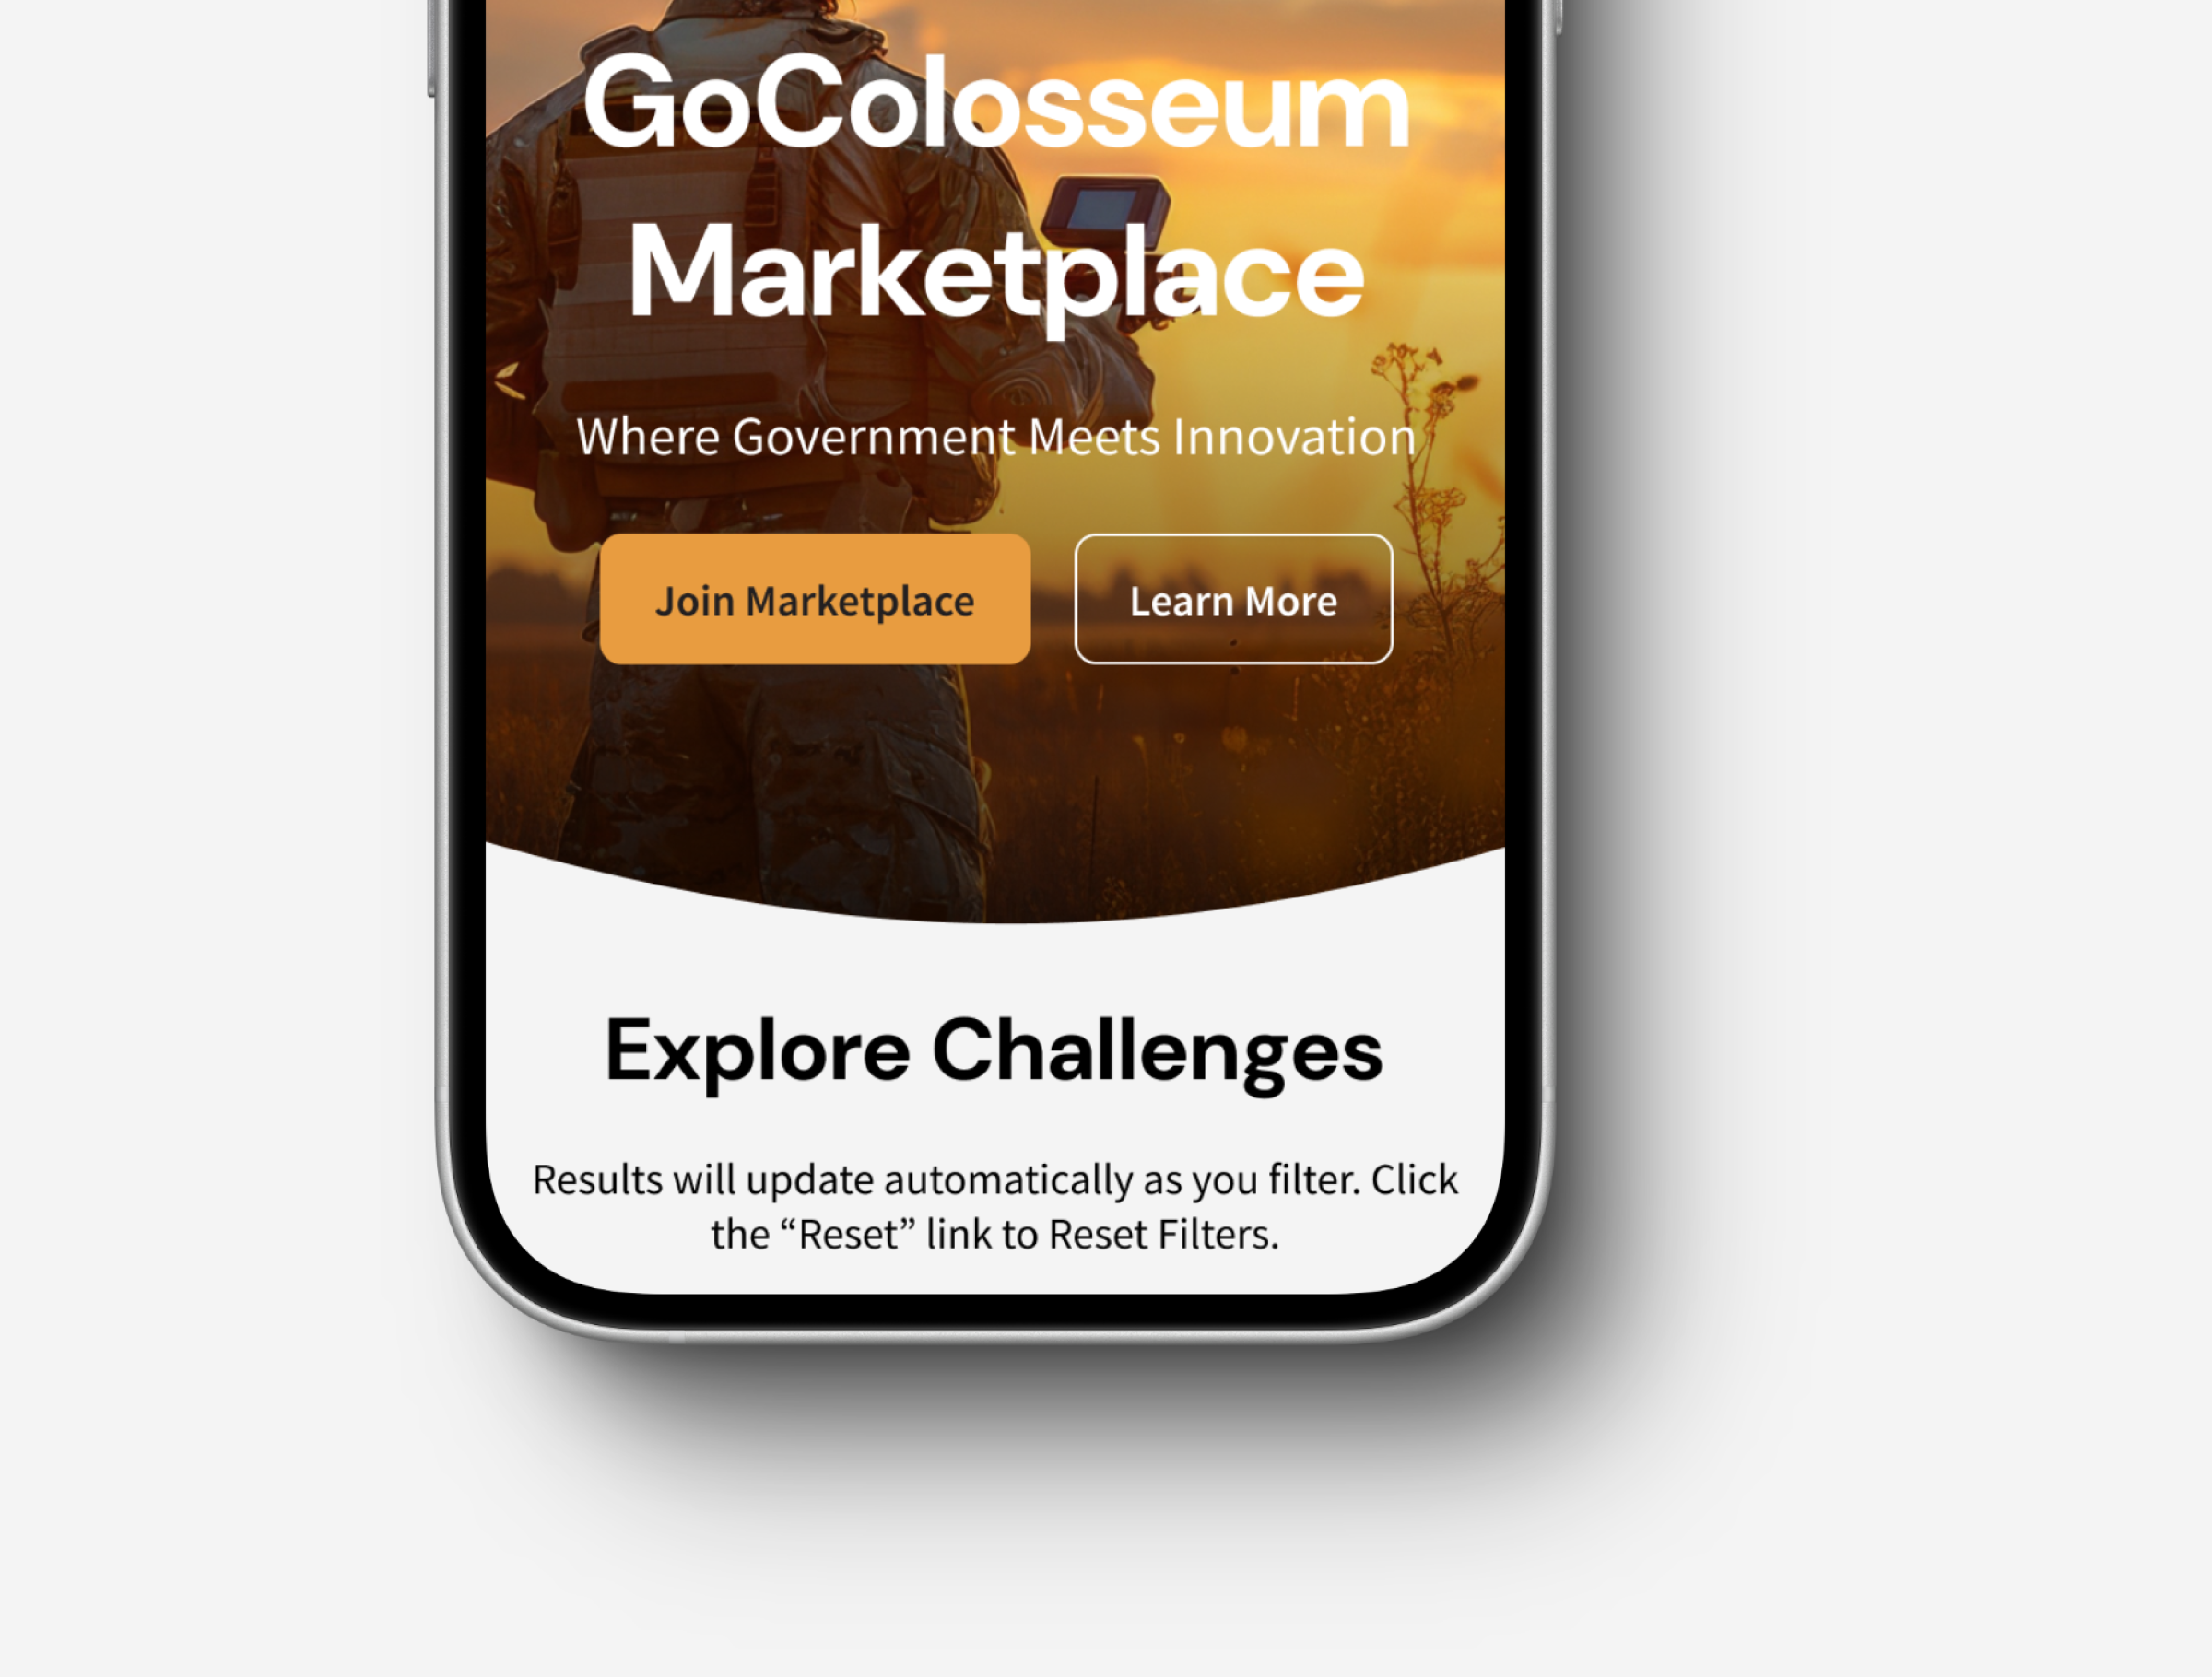 GoColosseum
Marketplace
Where Government Meets Innovation
Join Marketplace
Learn More
Explore Challenges
Results will update automatically as you filter. Click
the “Reset” link to Reset Filters.